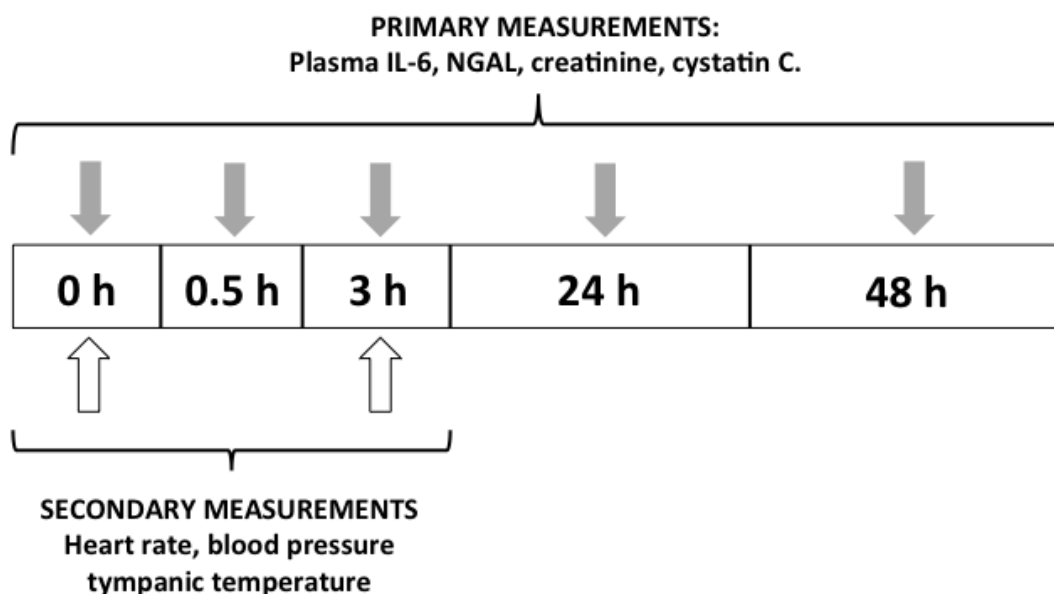 PRIMARY MEASUREMENTS:
Plasma IL-6, NGAL, creatinine, cystatin C.
0 h
0.5 h
3 h
24 h
48 h
SECONDARY MEASUREMENTS
Heart rate, blood pressure
tympanic temperature